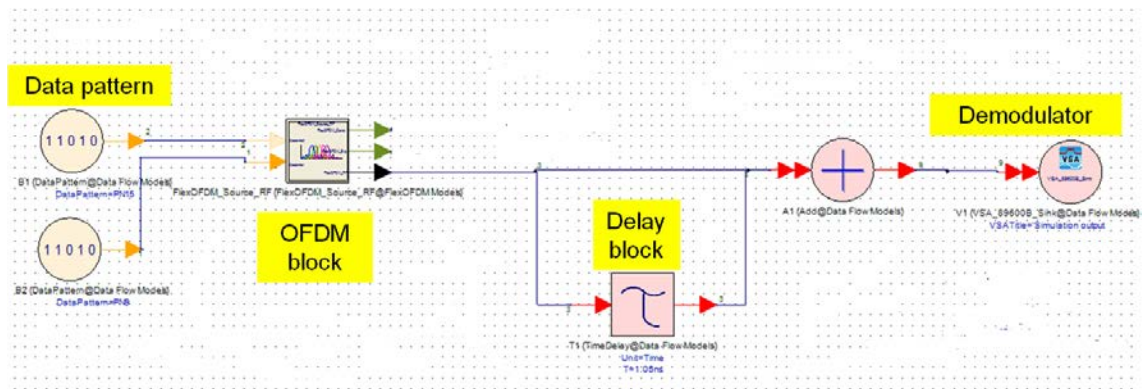 Data pattern
11010
B1 (DataPattern@Data Flow Models)
DataPattern=PN15
11010
B2 (DataPattern@Data Flow Models)
DataPattern=PN9
FlexOFDM_Source_RF (FlexOFDM_Source_RF@FlexOFDM Models)
OFDM
block
Delay
block
T1 (TimeDelay@Data Flow Models)
Unit=Time
T=1.05ns
A1 (Add@Data Flow Models)
Demodulator
VSA
V1 (VSA_89600B_Sink@Data Flow Models)
VSATitle='Simulation output